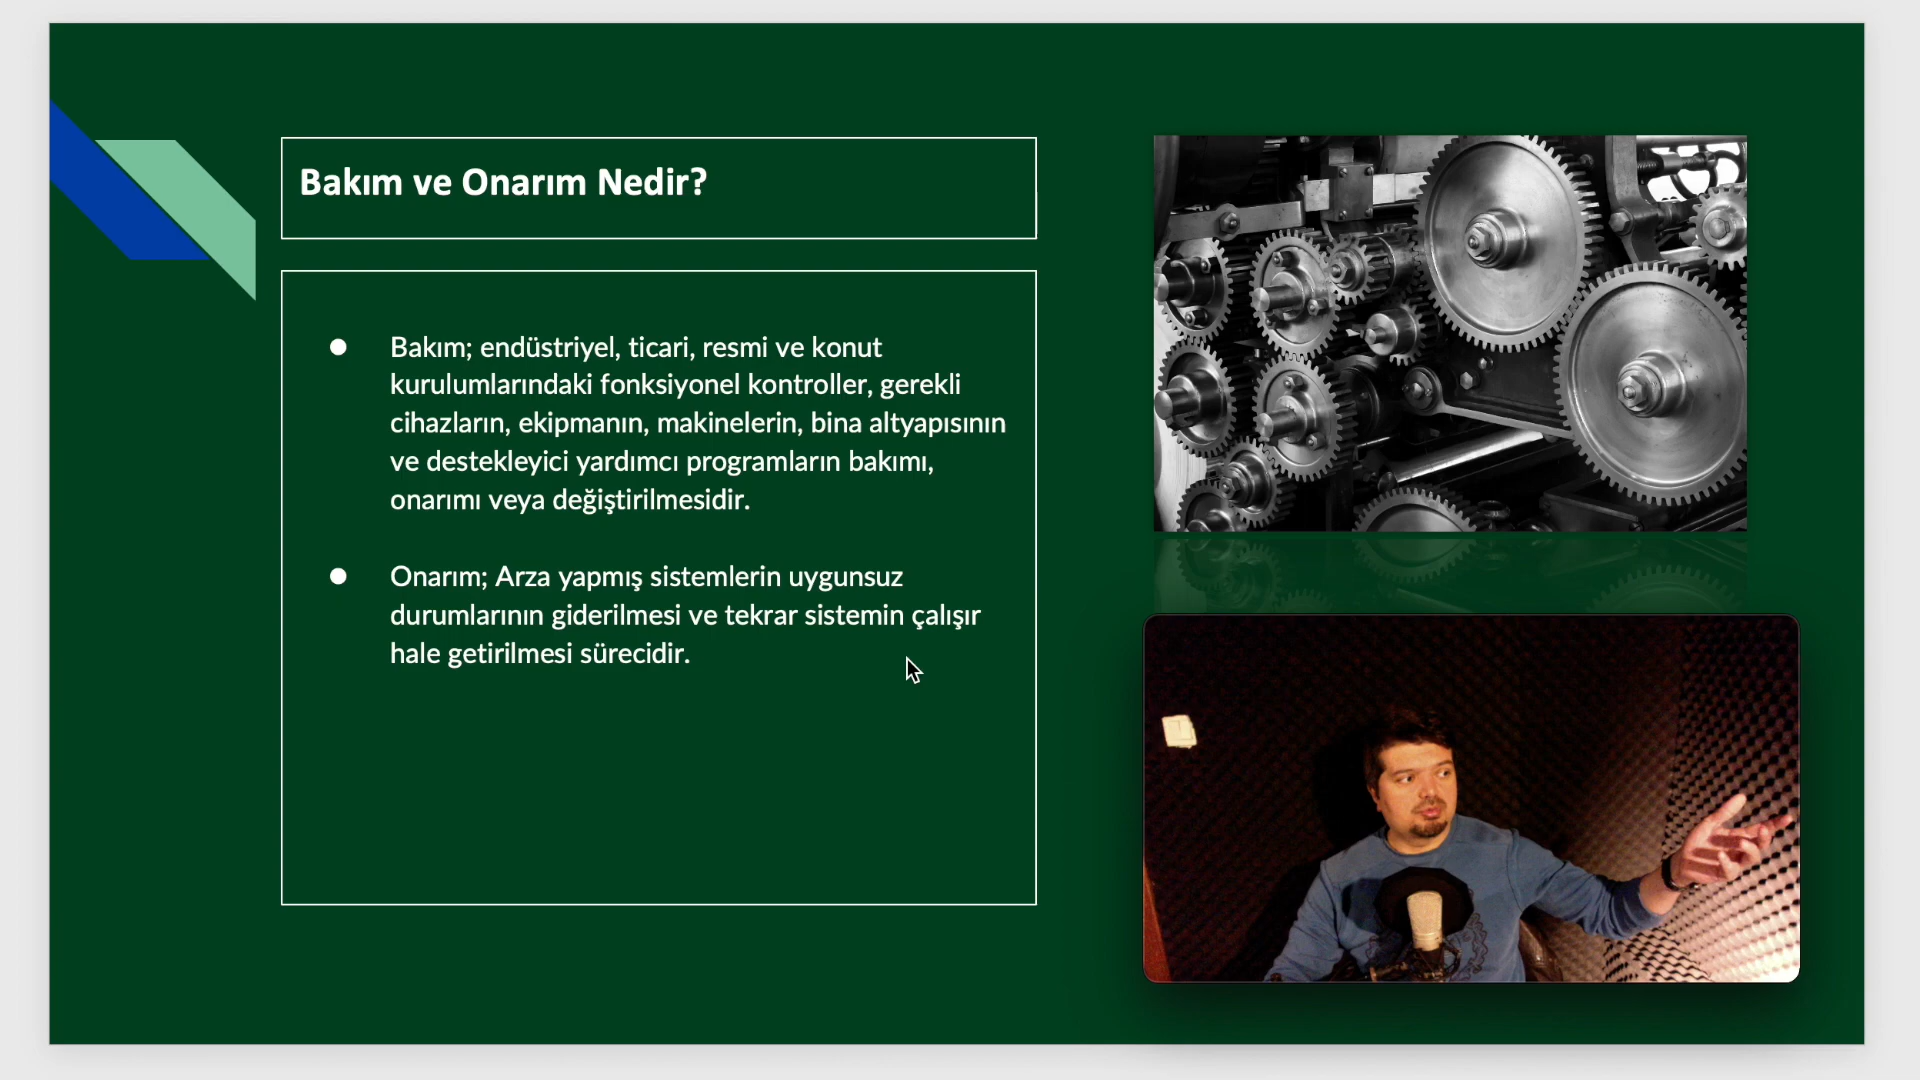 Bakım ve Onarım Nedir?
Bakım; endüstriyel, ticari, resmi ve konut
kurulumlarındaki fonksiyonel kontroller, gerekli
cihazların, ekipmanın, makinelerin, bina altyapısının
ve destekleyici yardımcı programların bakımı,
onarımı veya değiştirilmesidir.
Onarım; Arza yapmış sistemlerin uygunsuz
durumlarının giderilmesi ve tekrar sistemin çalışır
hale getirilmesi sürecidir.